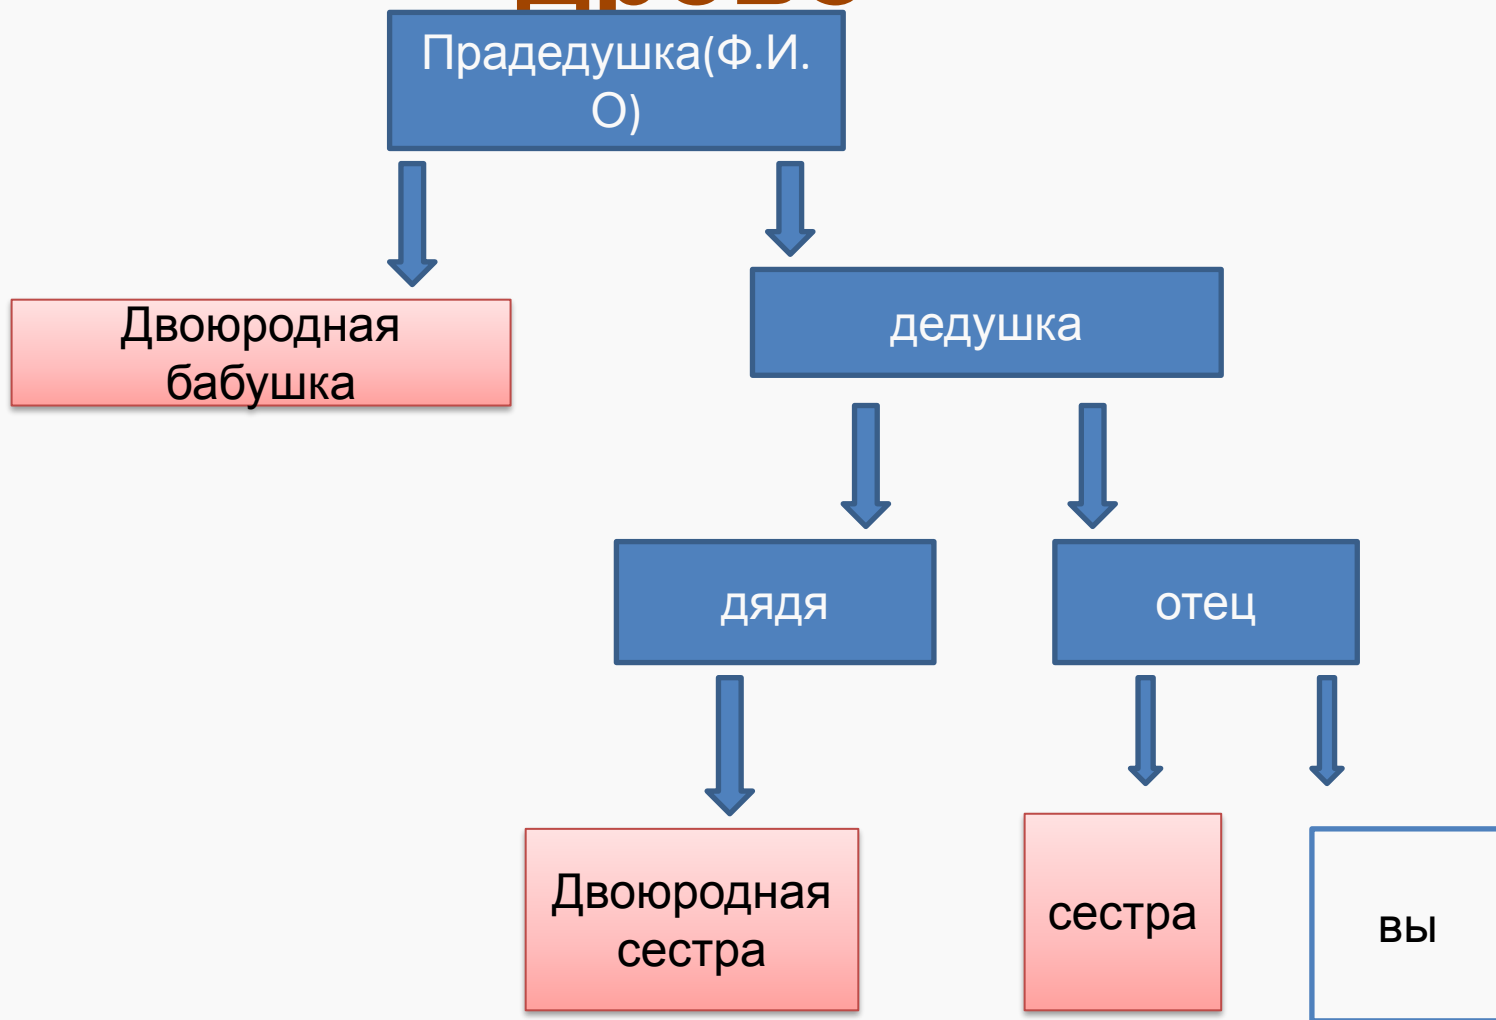 Прадедушка(Ф.И.
О)
Двоюродная
бабушка
дедушка
дядя
отец
Двоюродная
сестра
сестра
вы